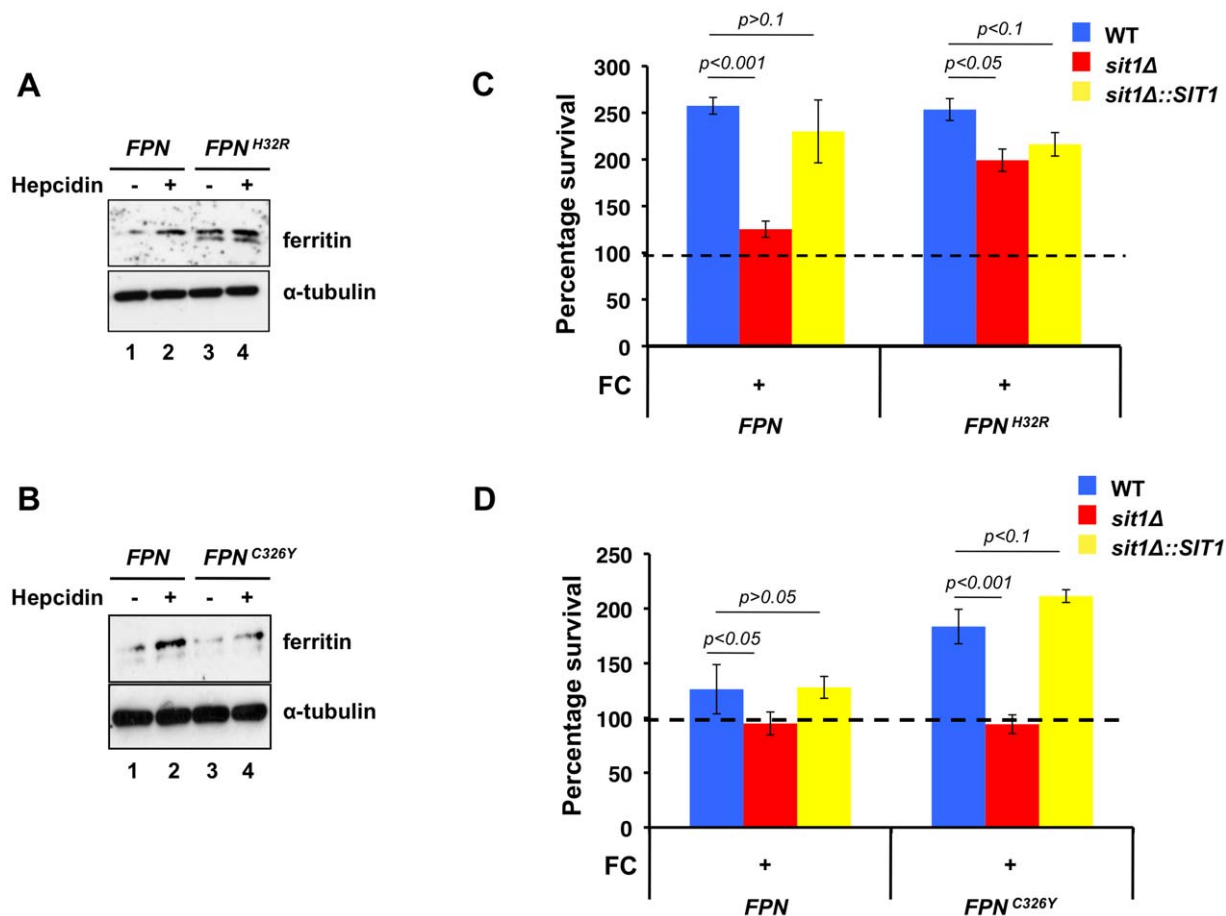 A
FPN FPN H32R
Hepcidin - + - +
ferritin
α-tubulin
1 2 3 4
C
p>0.1
p<0.001
p<0.1
p<0.05
WT
sit1Δ
sit1Δ::SIT1
Percentage survival
300
250
200
150
100
50
0
FC + +
FPN FPN H32R
B
FPN FPN C326Y
Hepcidin - + - +
ferritin
α-tubulin
1 2 3 4
D
WT
sit1Δ
sit1Δ::SIT1
p<0.1
p<0.001
p>0.05
p<0.05
Percentage survival
250
200
150
100
50
0
FC + +
FPN FPN C326Y